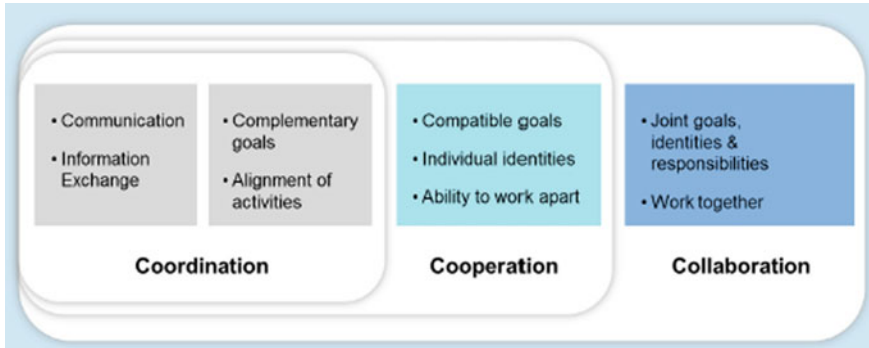 • Communication
• Information
Exchange
• Complementary
goals
• Alignment of
activities
• Compatible goals
• Individual identities
• Ability to work apart
• Joint goals,
identities &
responsibilities
• Work together
Coordination
Cooperation
Collaboration